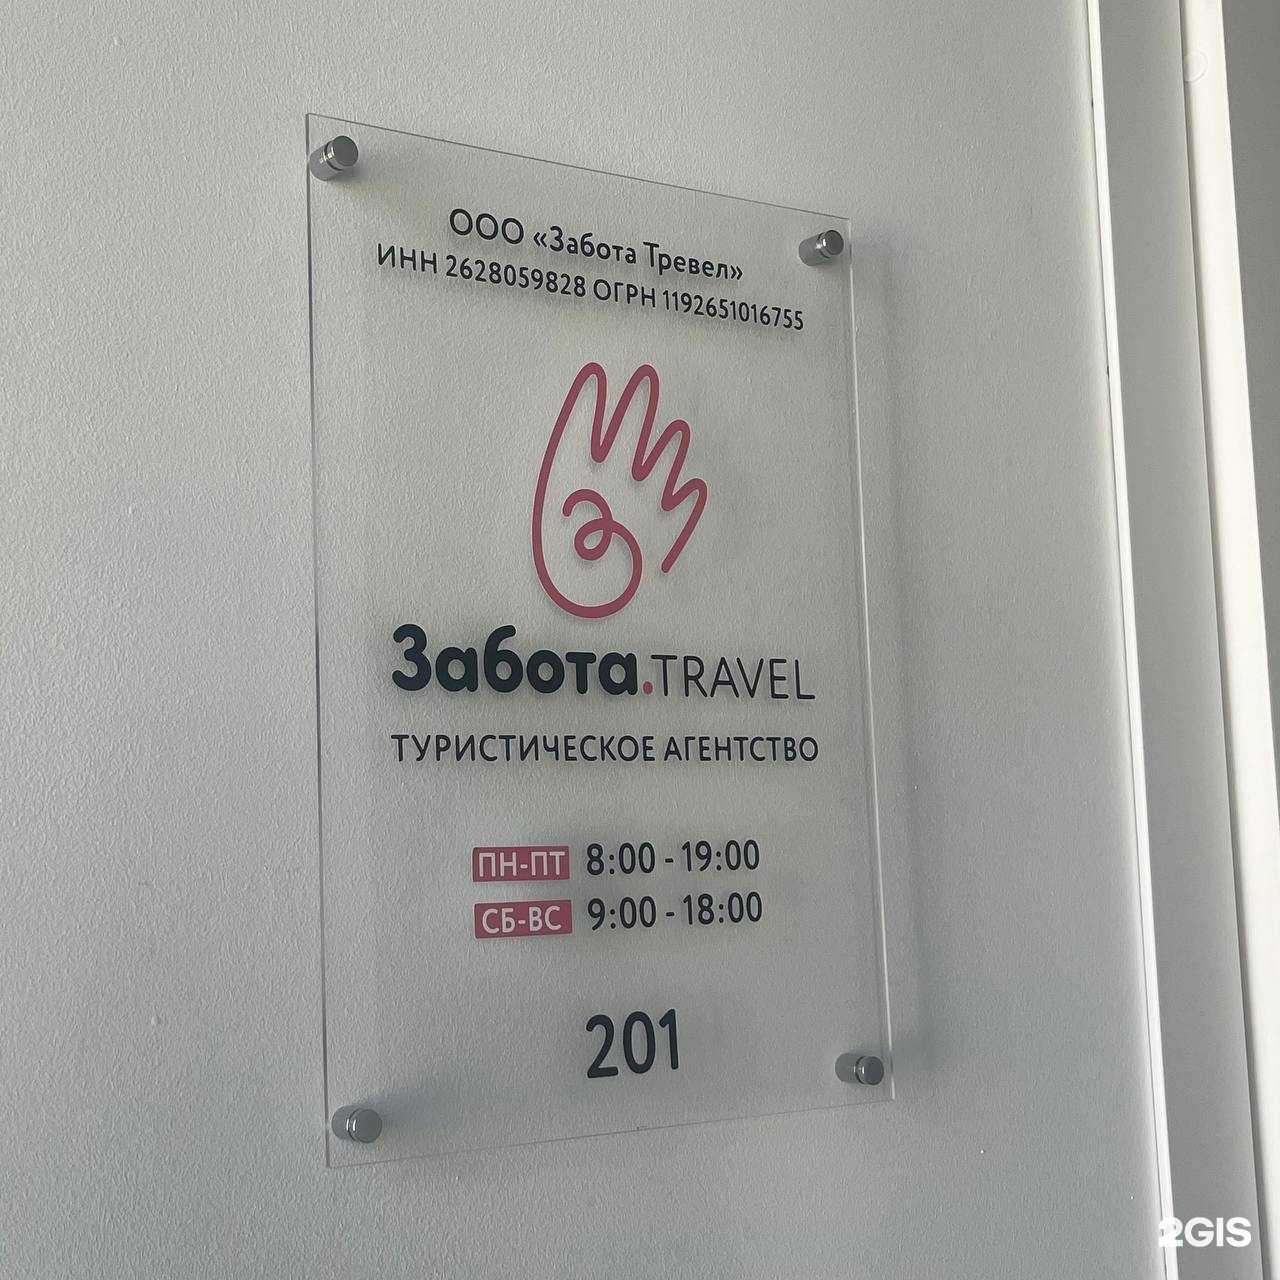 ООО «Забота Тревел»
ИНН 2628059828 ОГРН 1192651016755
Забота.TRAVEL
ТУРИСТИЧЕСКОЕ АГЕНТСТВО
ПН-ПТ 8:00 - 19:00
СБ-ВС 9:00 - 18:00
201
2GIS